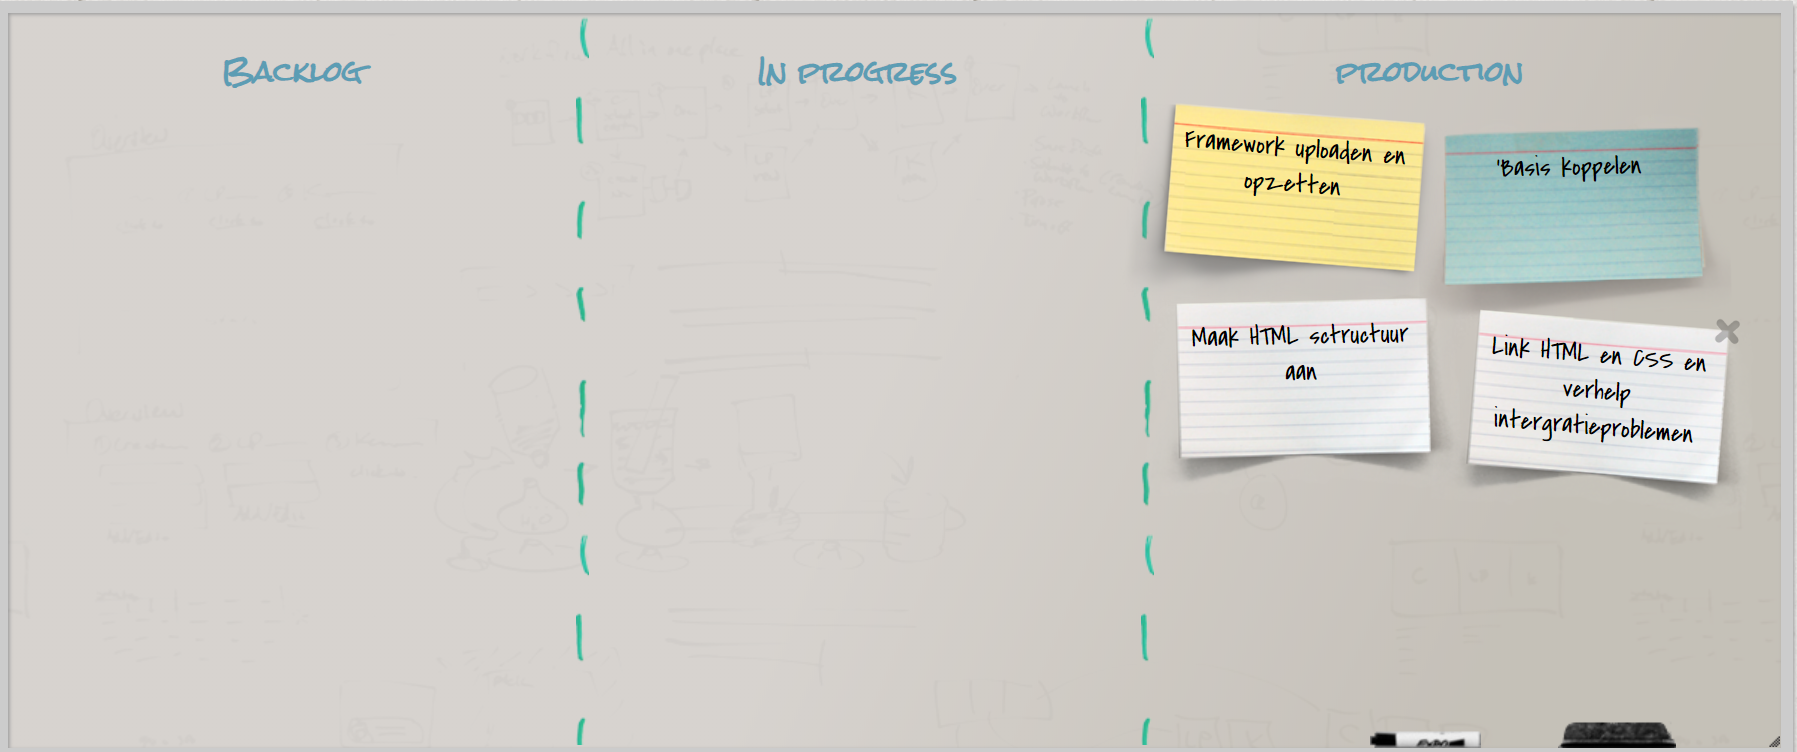 Backlog
In progress
production
Framework uploaden en
opzetten
'Basis koppelen
Maak HTML sctructuur
aan
Link HTML en CSS en
verhelp
intergratieproblemen
EXPO